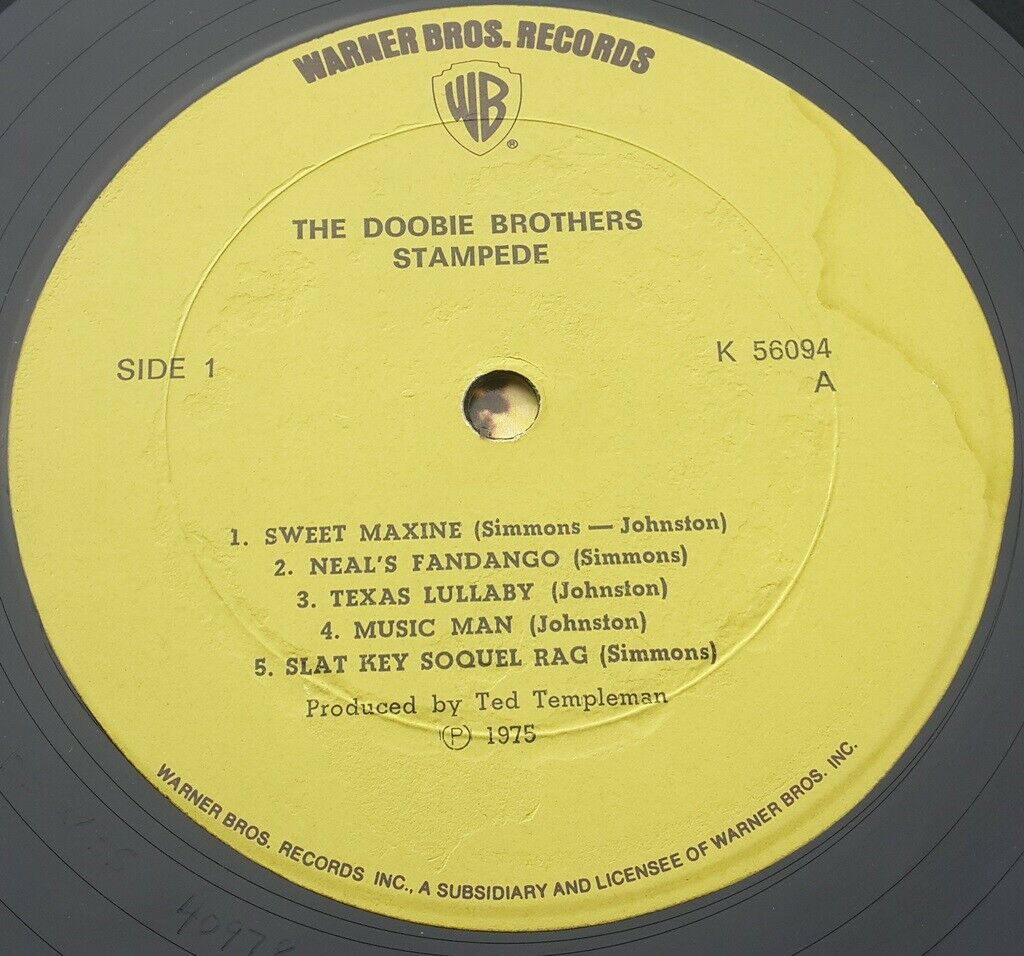 WARNER BROS. RECORDS
WB
®
THE DOOBIE BROTHERS
STAMPEDE
SIDE 1
K 56094
A
1. SWEET MAXINE (Simmons — Johnston)
2. NEAL'S FANDANGO (Simmons)
3. TEXAS LULLABY (Johnston)
4. MUSIC MAN (Johnston)
5. SLAT KEY SOQUEL RAG (Simmons)
Produced by Ted Templeman
Ⓟ 1975
WARNER BROS. RECORDS INC., A SUBSIDIARY AND LICENSEE OF WARNER BROS. INC.